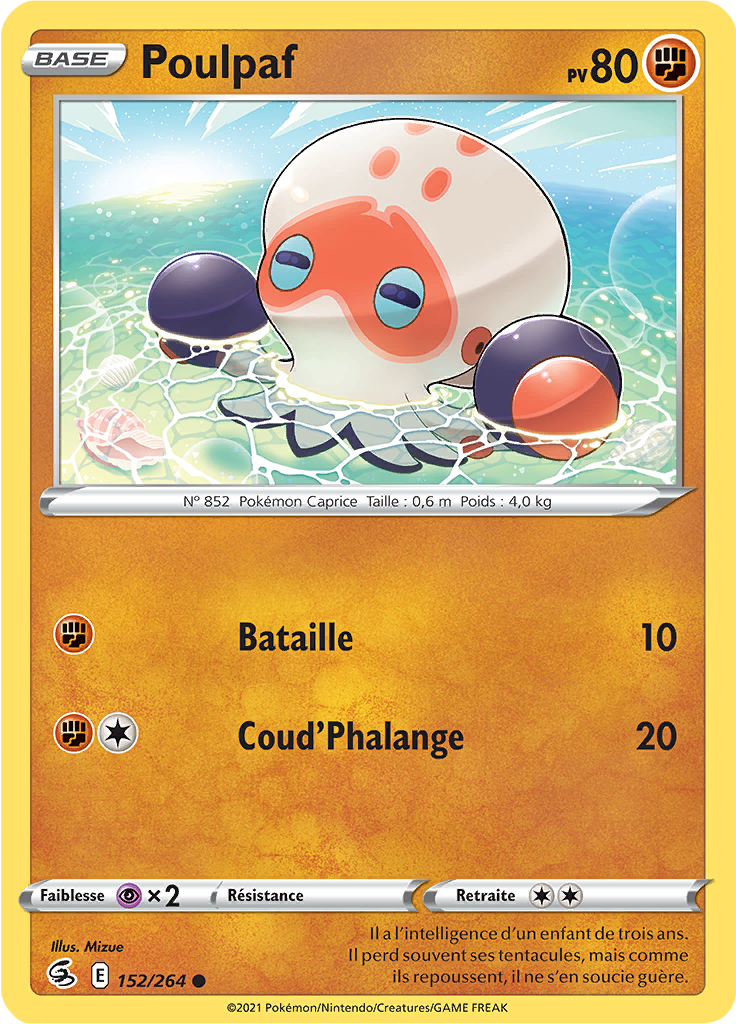 BASE
Poulpaf
PV 80
N° 852 Pokémon Caprice Taille : 0,6 m Poids : 4,0 kg
Bataille 10
Coud'Phalange 20
Faiblesse ×2 Résistance Retraite
Il a l'intelligence d'un enfant de trois ans.
Il perd souvent ses tentacules, mais comme
ils repoussent, il ne s'en soucie guère.
Illus. Mizue
E 152/264
©2021 Pokémon/Nintendo/Creatures/GAME FREAK